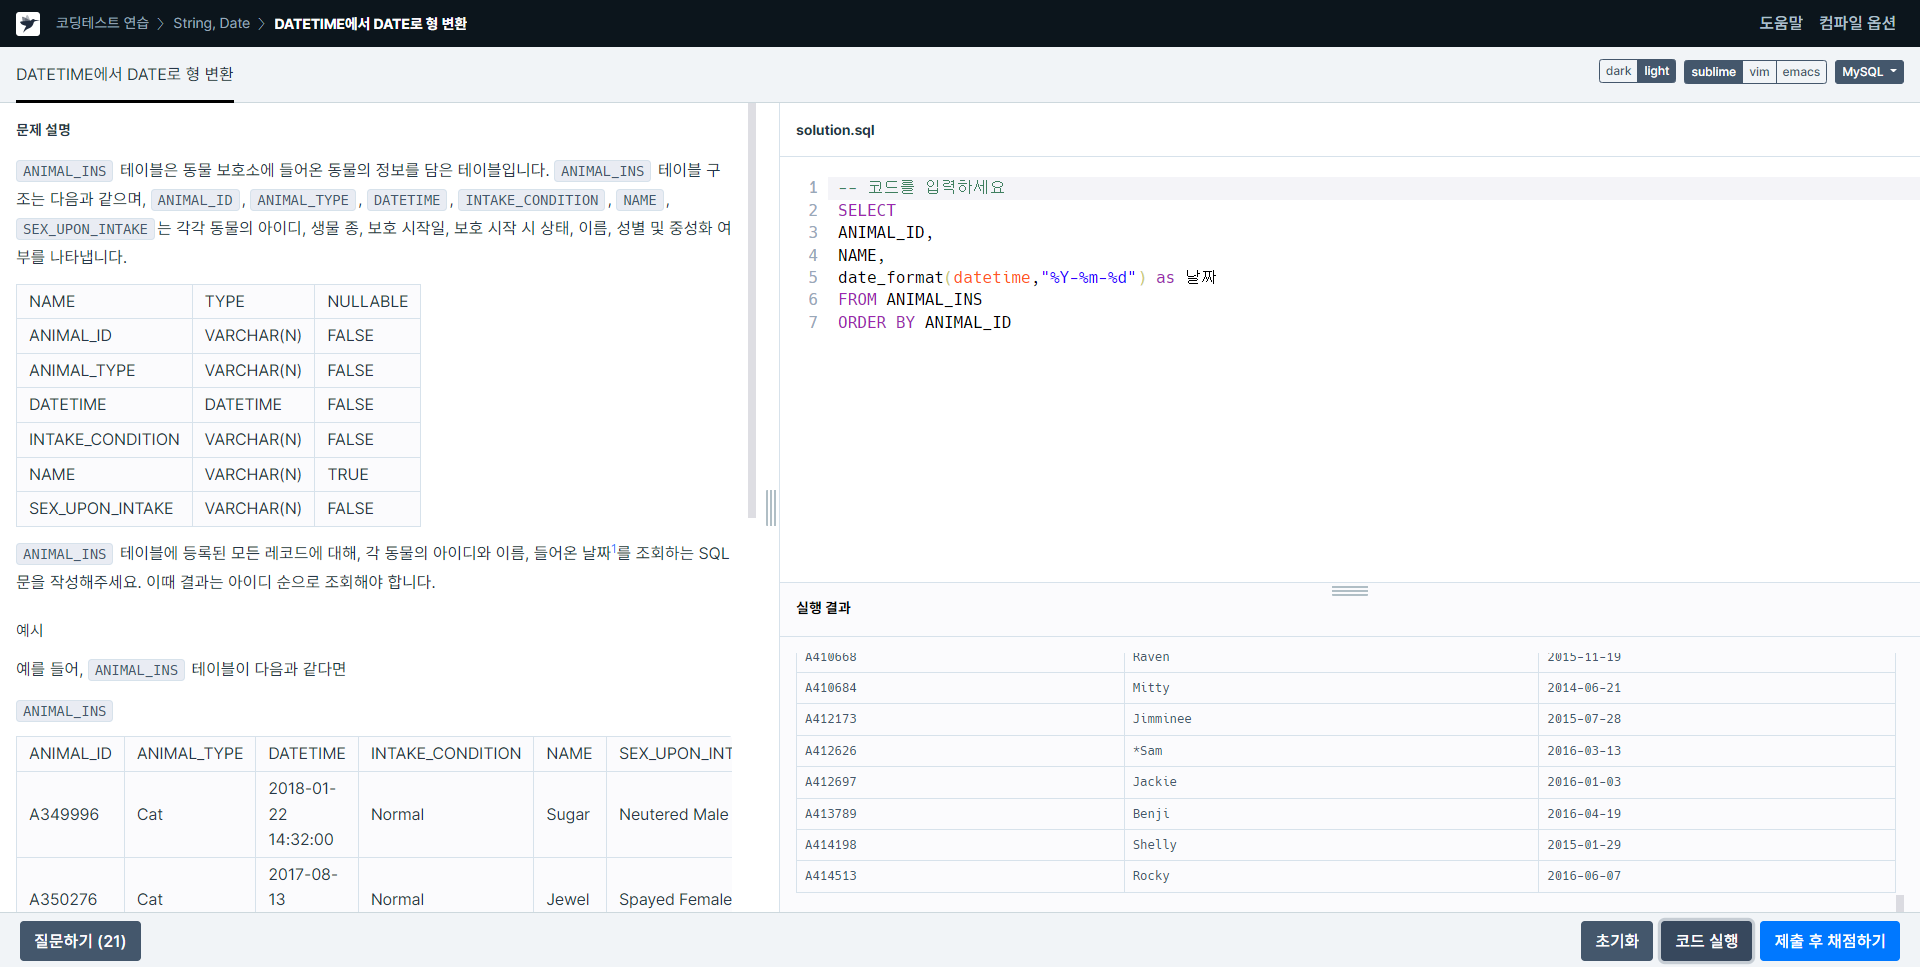 코딩테스트 연습 > String, Date > DATETIME에서 DATE로 형 변환
도움말 컴파일 옵션
DATETIME에서 DATE로 형 변환
dark light sublime vim emacs MySQL
문제 설명
ANIMAL_INS 테이블은 동물 보호소에 들어온 동물의 정보를 담은 테이블입니다. ANIMAL_INS 테이블 구
조는 다음과 같으며, ANIMAL_ID, ANIMAL_TYPE, DATETIME, INTAKE_CONDITION, NAME,
SEX_UPON_INTAKE는 각각 동물의 아이디, 생물 종, 보호 시작일, 보호 시작 시 상태, 이름, 성별 및 중성화 여
부를 나타냅니다.
NAME TYPE NULLABLE
ANIMAL_ID VARCHAR(N) FALSE
ANIMAL_TYPE VARCHAR(N) FALSE
DATETIME DATETIME FALSE
INTAKE_CONDITION VARCHAR(N) FALSE
NAME VARCHAR(N) TRUE
SEX_UPON_INTAKE VARCHAR(N) FALSE
ANIMAL_INS 테이블에 등록된 모든 레코드에 대해, 각 동물의 아이디와 이름, 들어온 날짜1를 조회하는 SQL
문을 작성해주세요. 이때 결과는 아이디 순으로 조회해야 합니다.
예시
예를 들어, ANIMAL_INS 테이블이 다음과 같다면
ANIMAL_INS
ANIMAL_ID ANIMAL_TYPE DATETIME INTAKE_CONDITION NAME SEX_UPON_INT
A349996 Cat 2018-01-22 14:32:00 Normal Sugar Neutered Male
A350276 Cat 2017-08-13 Normal Jewel Spayed Female
solution.sql
1 -- 코드를 입력하세요
2 SELECT
3 ANIMAL_ID,
4 NAME,
5 date_format(datetime,"%Y-%m-%d") as 날짜
6 FROM ANIMAL_INS
7 ORDER BY ANIMAL_ID
실행 결과
A410668 Raven 2015-11-19
A410684 Mitty 2014-06-21
A412173 Jimminee 2015-07-28
A412626 *Sam 2016-03-13
A412697 Jackie 2016-01-03
A413789 Benji 2016-04-19
A414198 Shelly 2015-01-29
A414513 Rocky 2016-06-07
질문하기 (21) 초기화 코드 실행 제출 후 채점하기